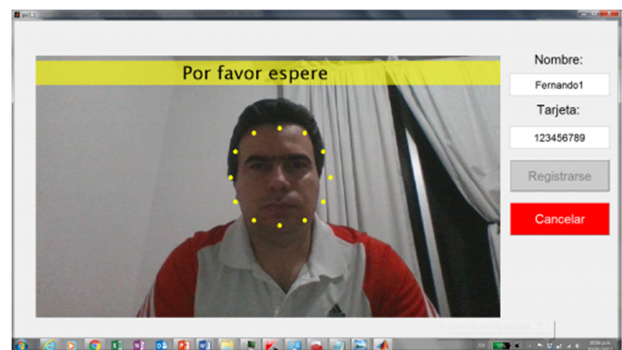 Por favor espere
Nombre:
Fernando1
Tarjeta:
123456789
Registrarse
Cancelar